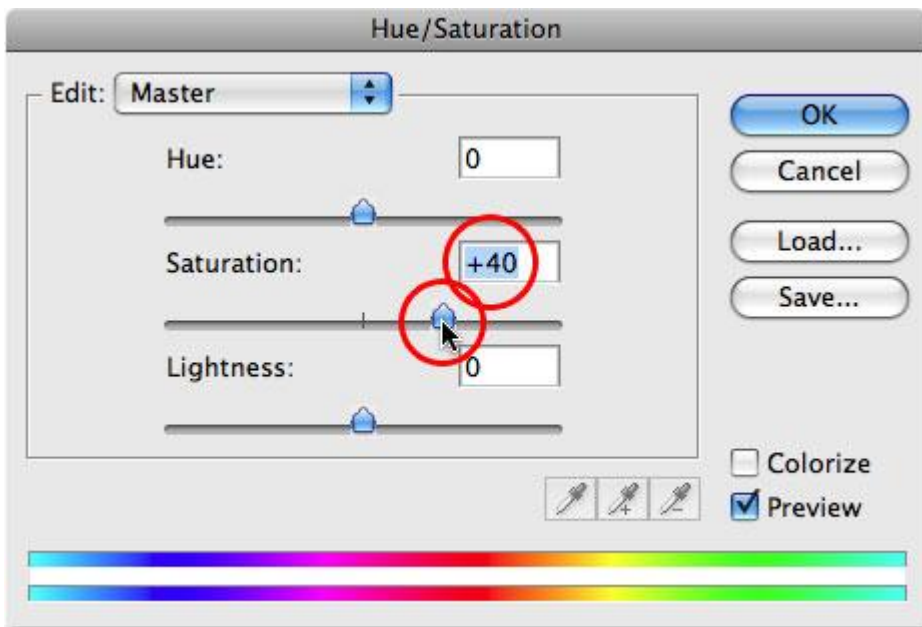 Hue/Saturation
Edit: Master
OK
Hue: 0
Cancel
Saturation: +40
Load...
Save...
Lightness: 0
Colorize
Preview